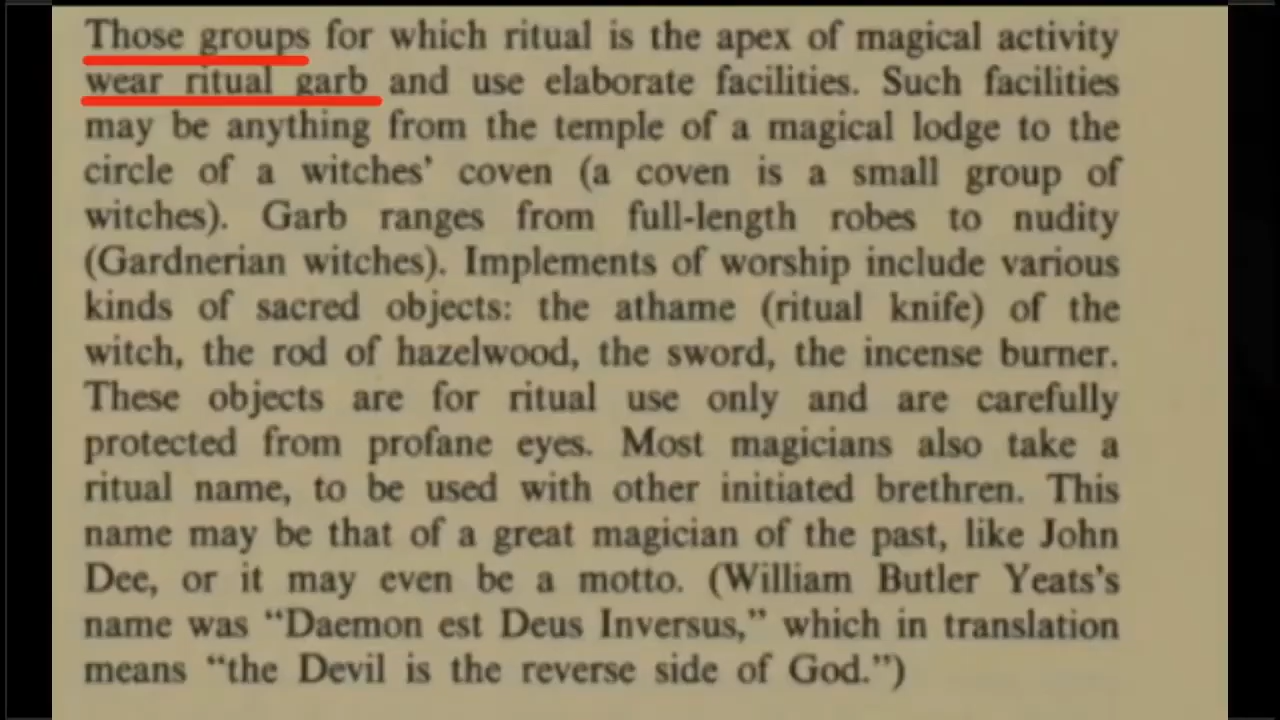 Those groups for which ritual is the apex of magical activity
wear ritual garb and use elaborate facilities. Such facilities
may be anything from the temple of a magical lodge to the
circle of a witches’ coven (a coven is a small group of
witches). Garb ranges from full-length robes to nudity
(Gardnerian witches). Implements of worship include various
kinds of sacred objects: the athame (ritual knife) of the
witch, the rod of hazelwood, the sword, the incense burner.
These objects are for ritual use only and are carefully
protected from profane eyes. Most magicians also take a
ritual name, to be used with other initiated brethren. This
name may be that of a great magician of the past, like John
Dee, or it may even be a motto. (William Butler Yeats’s
name was “Daemon est Deus Inversus,” which in translation
means “the Devil is the reverse side of God.”)